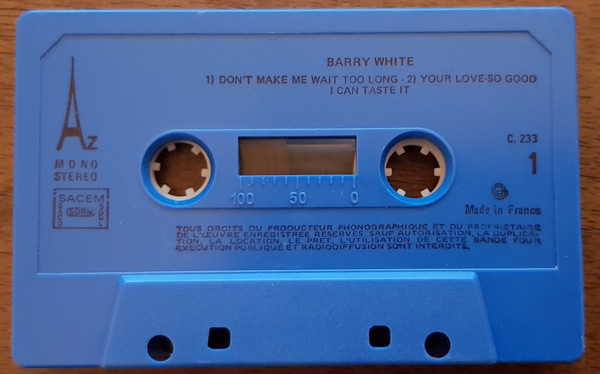 BARRY WHITE
1) DON'T MAKE ME WAIT TOO LONG - 2) YOUR LOVE-SO GOOD
I CAN TASTE IT
Az
MONO
STEREO
SACEM
SDRM
C. 233
1
100 50 0
Made in France
TOUS DROITS DU PRODUCTEUR PHONOGRAPHIQUE ET DU PROPRIETAIRE
DE L'ŒUVRE ENREGISTREE RESERVES. SAUF AUTORISATION, LA DUPLICA-
TION, LA LOCATION, LE PRET, L'UTILISATION DE CETTE BANDE POUR
EXECUTION PUBLIQUE ET RADIODIFFUSION SONT INTERDITS.